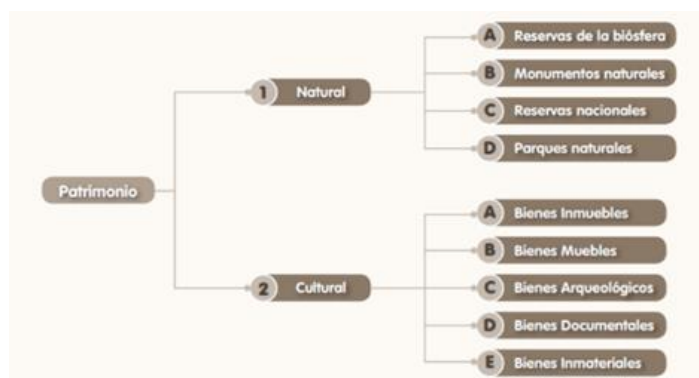 Patrimonio
1 Natural
A Reservas de la biósfera
B Monumentos naturales
C Reservas nacionales
D Parques naturales
2 Cultural
A Bienes Inmuebles
B Bienes Muebles
C Bienes Arqueológicos
D Bienes Documentales
E Bienes Inmateriales